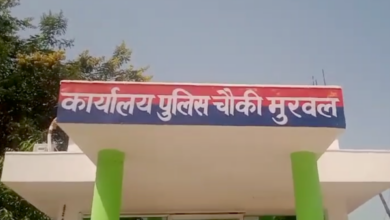 कार्यालय पुलिस चौकी मुरवल